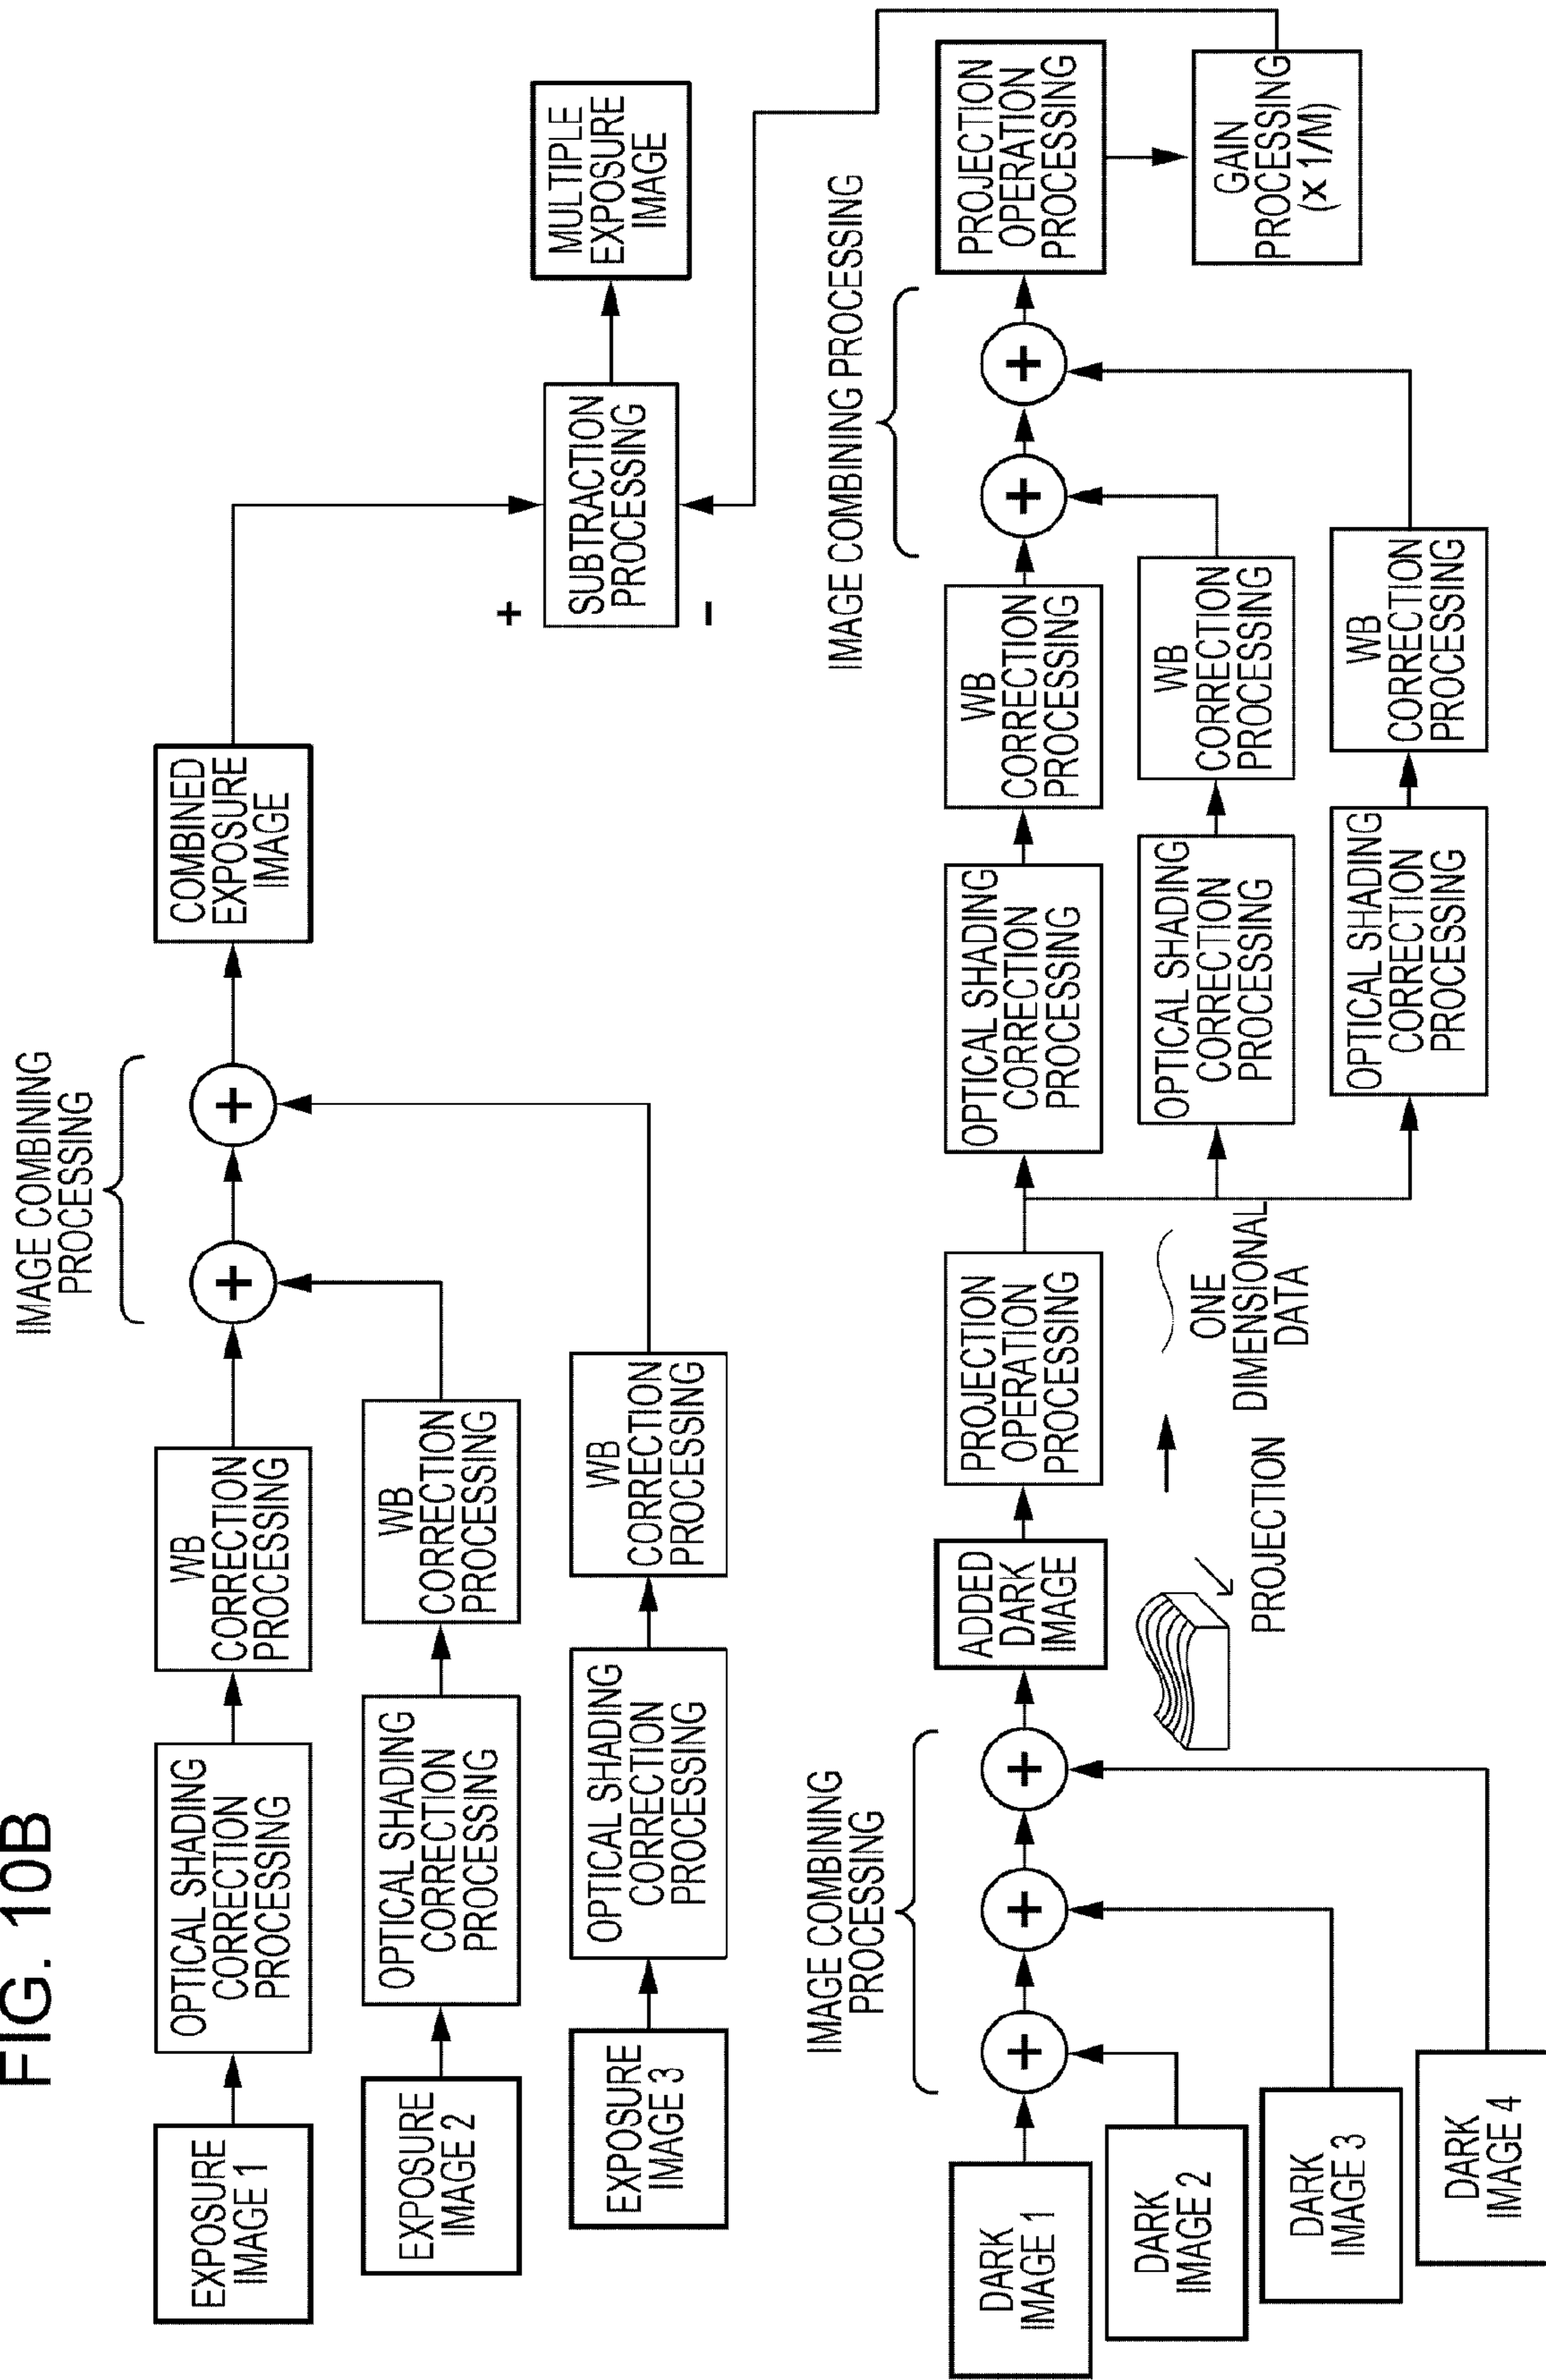 FIG. 10B
IMAGE COMBINING
PROCESSING
EXPOSURE
IMAGE 1
OPTICAL SHADING
CORRECTION
PROCESSING
WB
CORRECTION
PROCESSING
+
+
COMBINED
EXPOSURE
IMAGE
EXPOSURE
IMAGE 2
OPTICAL SHADING
CORRECTION
PROCESSING
WB
CORRECTION
PROCESSING
EXPOSURE
IMAGE 3
OPTICAL SHADING
CORRECTION
PROCESSING
WB
CORRECTION
PROCESSING
+
SUBTRACTION
PROCESSING
−
MULTIPLE
EXPOSURE
IMAGE
IMAGE COMBINING
PROCESSING
DARK
IMAGE 1
+
+
+
ADDED
DARK
IMAGE
PROJECTION
OPERATION
PROCESSING
OPTICAL SHADING
CORRECTION
PROCESSING
WB
CORRECTION
PROCESSING
IMAGE COMBINING PROCESSING
+
+
PROJECTION
OPERATION
PROCESSING
DARK
IMAGE 2
DARK
IMAGE 3
DARK
IMAGE 4
PROJECTION
ONE
DIMENSIONAL
DATA
OPTICAL SHADING
CORRECTION
PROCESSING
WB
CORRECTION
PROCESSING
OPTICAL SHADING
CORRECTION
PROCESSING
WB
CORRECTION
PROCESSING
GAIN
PROCESSING
(× 1/M)